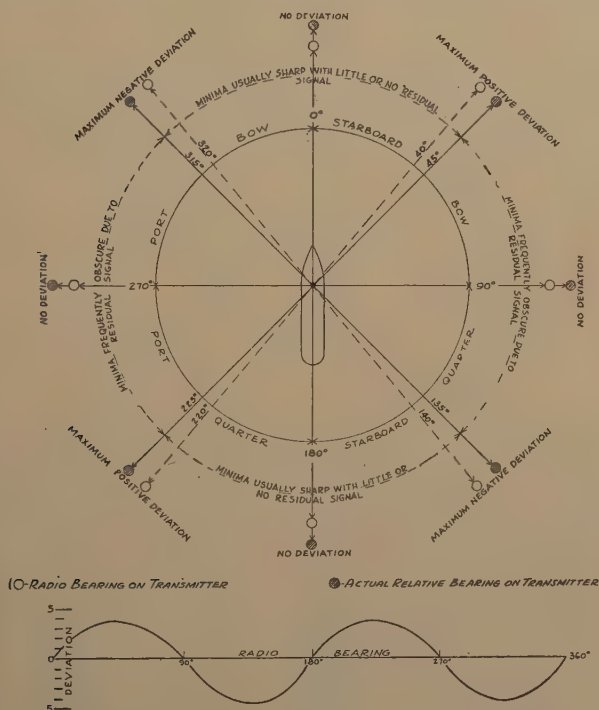 NO DEVIATION
MAXIMUM NEGATIVE DEVIATION
MAXIMUM POSITIVE DEVIATION
MINIMA USUALLY SHARP WITH LITTLE OR NO RESIDUAL
SIGNAL
0°
BOW
STARBOARD
320°
315°
40°
45°
PORT
BOW
MINIMA FREQUENTLY OBSCURE DUE TO
RESIDUAL SIGNAL
MINIMA FREQUENTLY OBSCURE DUE TO
RESIDUAL SIGNAL
NO DEVIATION
270°
90°
NO DEVIATION
PORT
QUARTER
225°
220°
135°
140°
QUARTER
STARBOARD
180°
MINIMA USUALLY SHARP WITH LITTLE OR
NO RESIDUAL SIGNAL
MAXIMUM POSITIVE DEVIATION
MAXIMUM NEGATIVE DEVIATION
NO DEVIATION
-RADIO BEARING ON TRANSMITTER
-ACTUAL RELATIVE BEARING ON TRANSMITTER
5
0
5
DEVIATION
RADIO BEARING
90°
180°
270°
360°